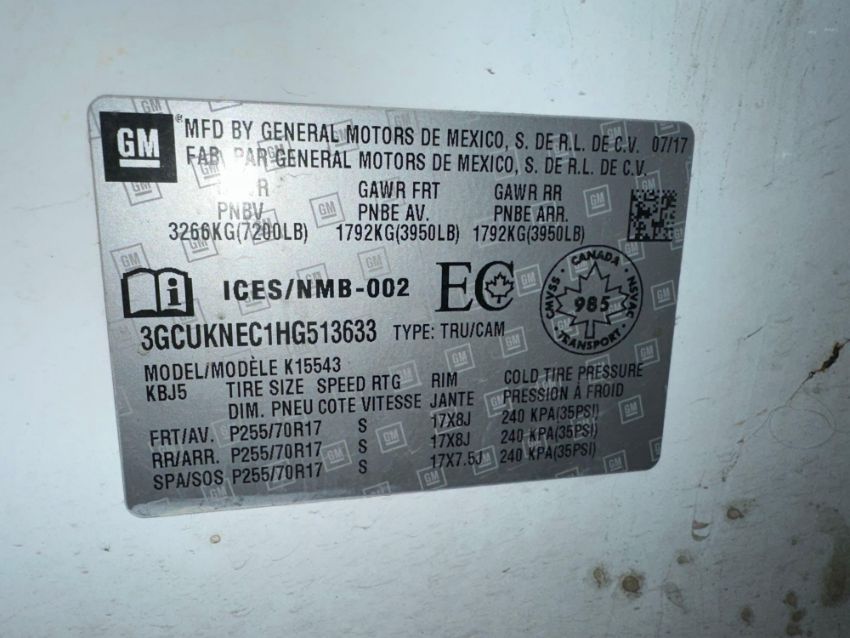 GM
MFD BY GENERAL MOTORS DE MEXICO, S. DE R.L. DE C.V. 07/17
FAB PAR GENERAL MOTORS DE MEXICO, S. DE R.L. DE C.V.
GAWR FRT GAWR RR
PNBV PNBE AV. PNBE ARR.
3266KG(7200LB) 1792KG(3950LB) 1792KG(3950LB)
i ICES/NMB-002 EC
CANADA CMVSS NSVAC 985 TRANSPORT
3GCUKNEC1HG513633 TYPE: TRU/CAM
MODEL/MODÈLE K15543
KBJ5 TIRE SIZE SPEED RTG RIM COLD TIRE PRESSURE
DIM. PNEU COTE VITESSE JANTE PRESSION À FROID
FRT/AV. P255/70R17 S 17X8J 240 KPA(35PSI)
RR/ARR. P255/70R17 S 17X8J 240 KPA(35PSI)
SPA/SOS P255/70R17 S 17X7.5J 240 KPA(35PSI)